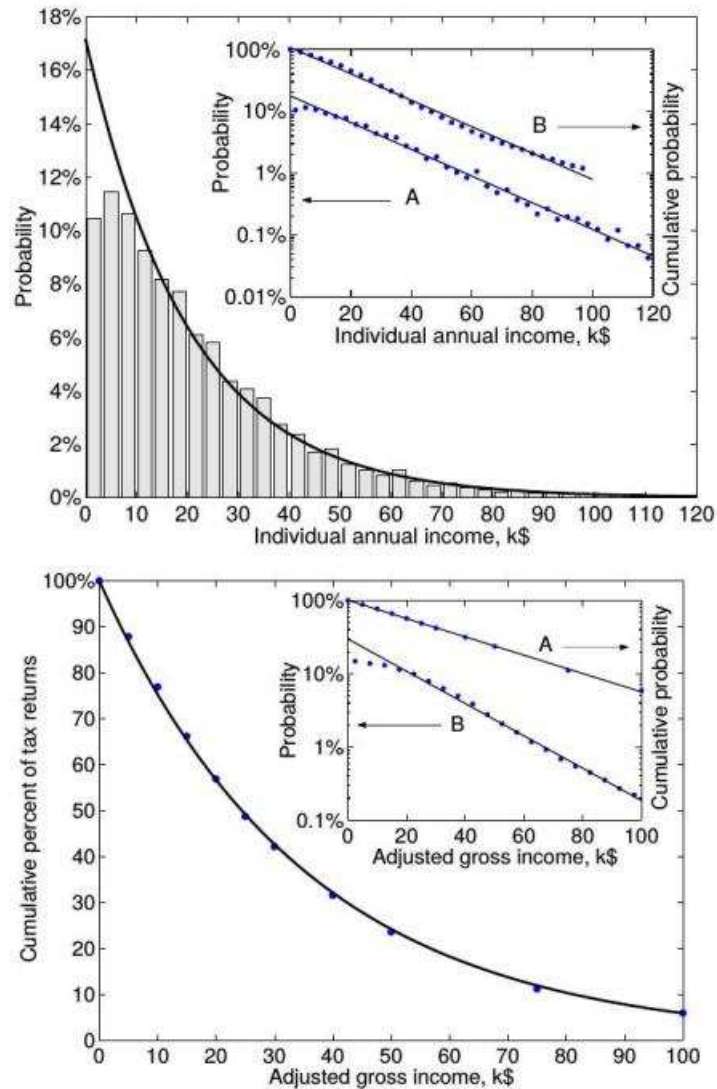 18%
16%
14%
12%
10%
8%
6%
4%
2%
0%
Probability
0 10 20 30 40 50 60 70 80 90 100 110 120
Individual annual income, k$
100%
10%
1%
0.1%
0.01%
Probability
A
B
Cumulative probability
0 20 40 60 80 100 120
Individual annual income, k$
100%
90
80
70
60
50
40
30
20
10
0
Cumulative percent of tax returns
0 10 20 30 40 50 60 70 80 90 100
Adjusted gross income, k$
100%
10%
1%
0.1%
Probability
A
B
Cumulative probability
0 20 40 60 80 100
Adjusted gross income, k$